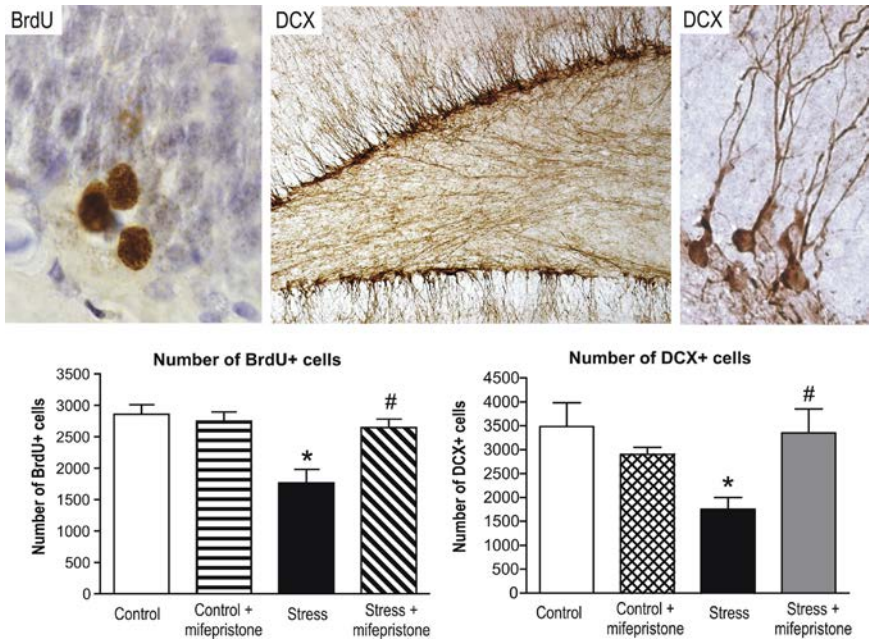 BrdU
DCX
DCX
Number of BrdU+ cells
Number of BrdU+ cells
3500
3000
2500
2000
1500
1000
500
0
*
#
Control
Control +
mifepristone
Stress
Stress +
mifepristone
Number of DCX+ cells
Number of DCX+ cells
4500
4000
3500
3000
2500
2000
1500
1000
500
0
*
#
Control
Control +
mifepristone
Stress
Stress +
mifepristone